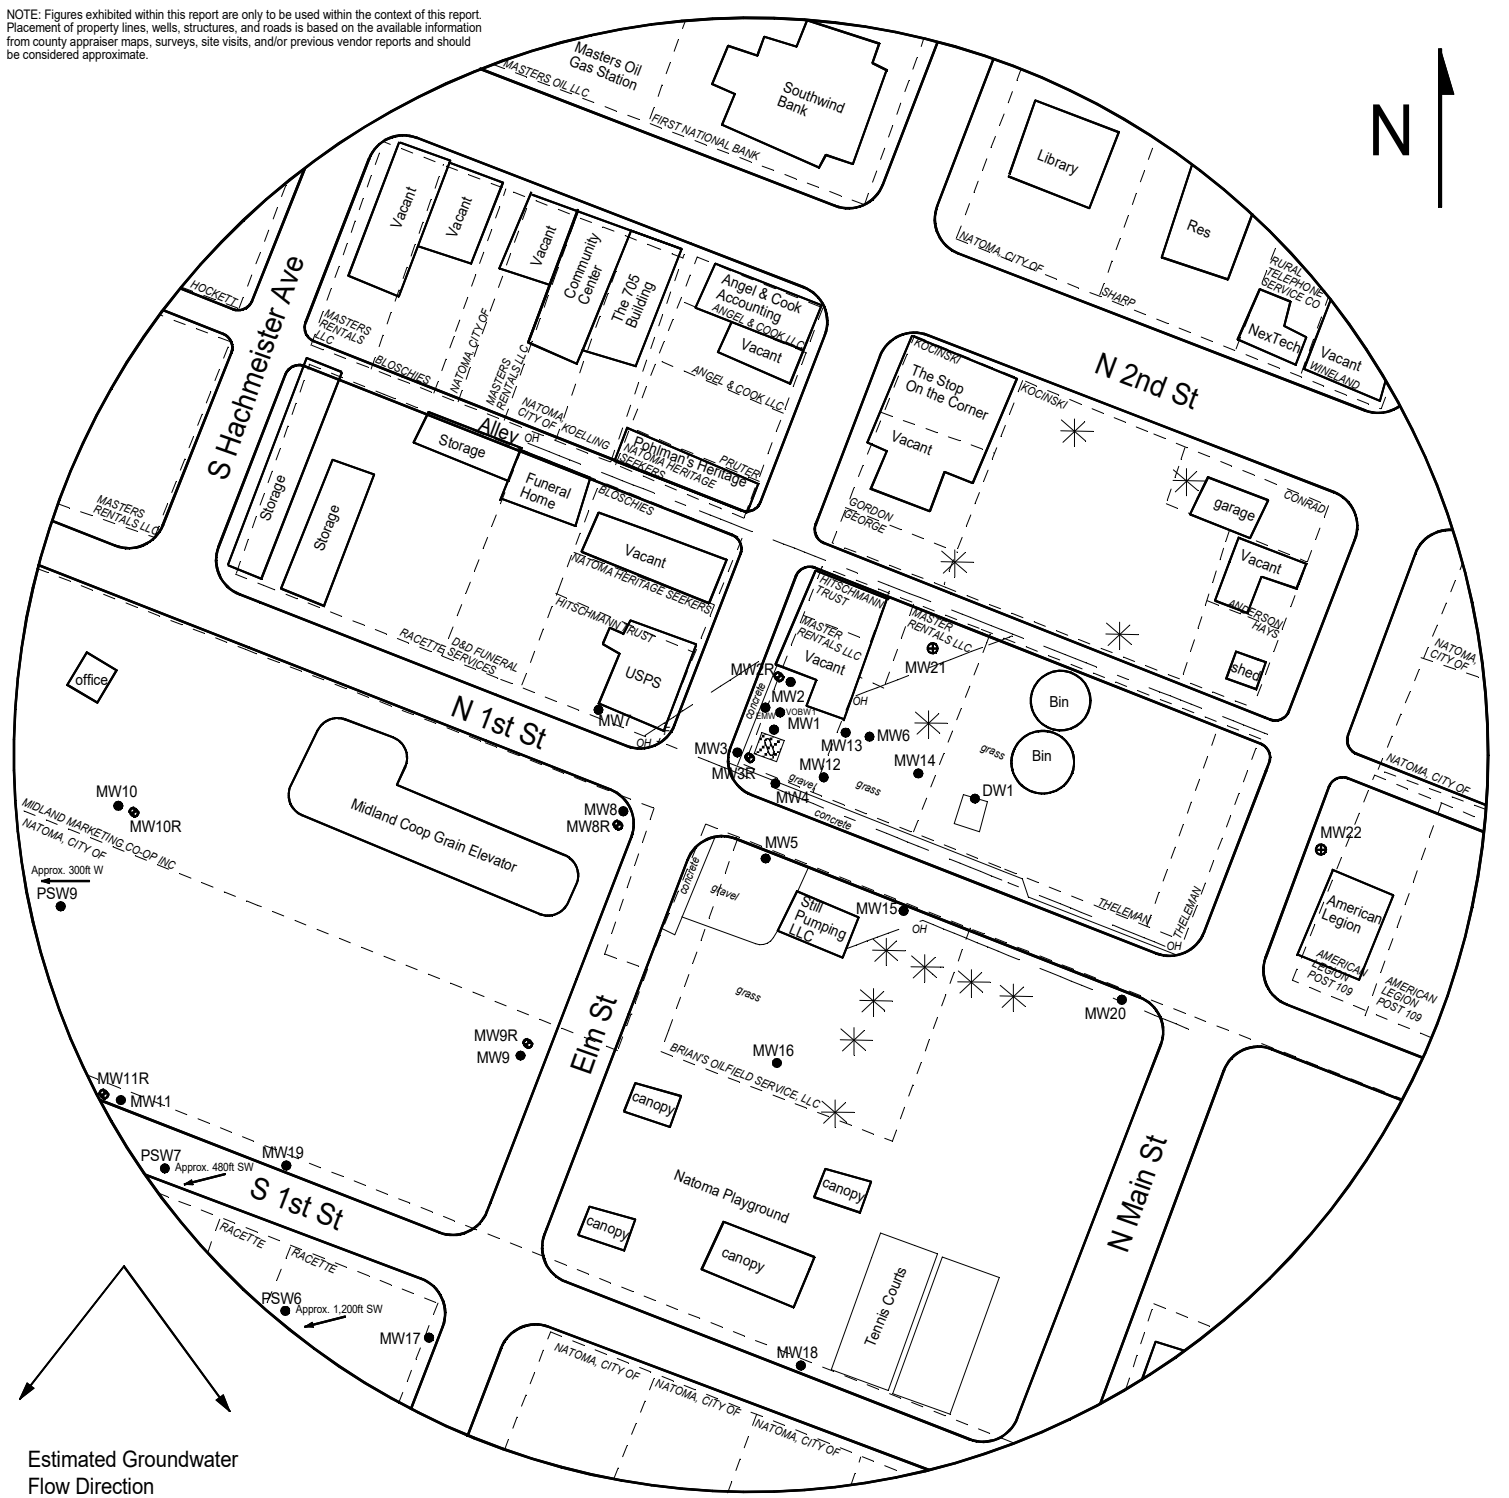 NOTE: Figures exhibited within this report are only to be used within the context of this report.
Placement of property lines, wells, structures, and roads is based on the available information
from county appraiser maps, surveys, site visits, and/or previous vendor reports and should
be considered approximate.
N
Masters Oil
Gas Station
MASTERS OIL LLC
FIRST NATIONAL BANK
Southwind
Bank
Library
Res
NATOMA, CITY OF
SHARP
RURAL
TELEPHONE
SERVICE CO
NexTech
Vacant
WINELAND
N 2nd St
HOCKETT
S Hachmeister Ave
Vacant
Vacant
Vacant
Community
Center
The 705
Building
Angel & Cook
Accounting
ANGEL & COOK LLC
Vacant
ANGEL & COOK LLC
MASTERS
RENTALS
LLC
BLOSCHIES
NATOMA, CITY OF
MASTERS
RENTALS LLC
NATOMA,
CITY OF
KOELLING
Pohlman's Heritage
NATOMA HERITAGE
SEEKERS
PRUTER
Alley
OH
KOCINSKI
The Stop
On the Corner
KOCINSKI
Vacant
GORDON
GEORGE
garage
CONRAD
Vacant
ANDERSON
HAYS
shed
MASTERS
RENTALS LLC
Storage
Storage
Storage
Funeral
Home
BLOSCHIES
Vacant
NATOMA HERITAGE SEEKERS
HITSCHMANN TRUST
USPS
RACETTE SERVICES
D&D FUNERAL
MW7
OH
N 1st St
office
HITSCHMANN
TRUST
MASTER
RENTALS LLC
Vacant
MASTER
RENTALS LLC
MW21
OH
MW2R
MW2
concrete
EMW
VOBW1
MW1
MW3
MW3R
MW13
MW6
MW12
MW14
MW4
gravel
grass
grass
concrete
DW1
Bin
Bin
THELEMAN
THELEMAN
OH
NATOMA,
CITY OF
NATOMA, CITY OF
MW22
American
Legion
AMERICAN
LEGION
POST 109
AMERICAN
LEGION
POST 109
MW10
MW10R
MIDLAND MARKETING CO-OP INC
NATOMA, CITY OF
Approx. 300ft W
PSW9
Midland Coop Grain Elevator
MW8
MW8R
MW5
concrete
gravel
Still
Pumping
LLC
MW15
OH
grass
MW16
BRIAN'S OILFIELD SERVICE, LLC
MW20
MW9R
MW9
Elm St
MW11R
MW11
PSW7
Approx. 480ft SW
MW19
S 1st St
canopy
canopy
canopy
canopy
Natoma Playground
Tennis Courts
N Main St
RACETTE
RACETTE
PSW6
Approx. 1,200ft SW
MW17
MW18
NATOMA, CITY OF
NATOMA, CITY OF
NATOMA, CITY OF
Estimated Groundwater
Flow Direction